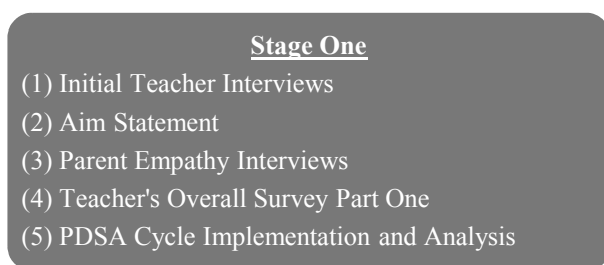 Stage One
(1) Initial Teacher Interviews
(2) Aim Statement
(3) Parent Empathy Interviews
(4) Teacher's Overall Survey Part One
(5) PDSA Cycle Implementation and Analysis